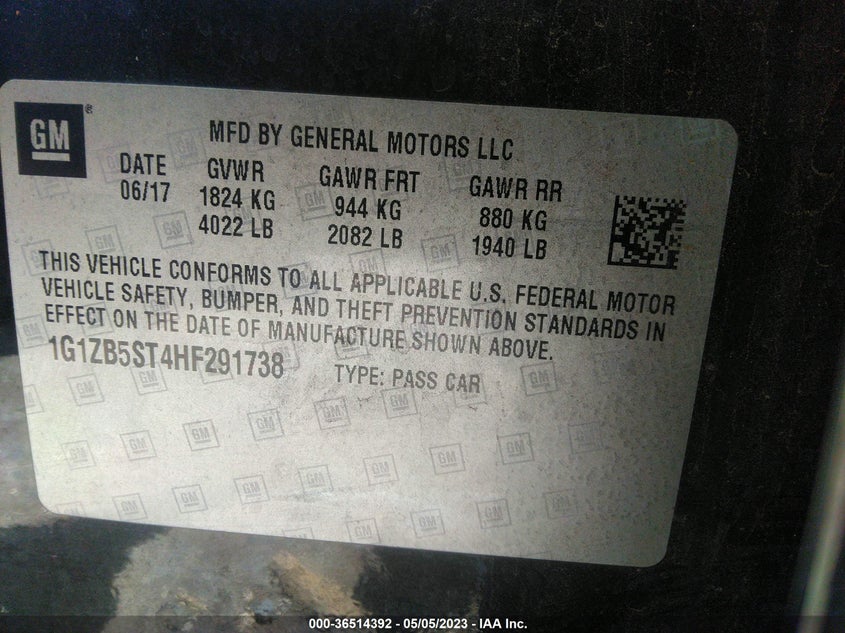 GM®
MFD BY GENERAL MOTORS LLC
DATE GVWR GAWR FRT GAWR RR
06/17 1824 KG 944 KG 880 KG
4022 LB 2082 LB 1940 LB
THIS VEHICLE CONFORMS TO ALL APPLICABLE U.S. FEDERAL MOTOR
VEHICLE SAFETY, BUMPER, AND THEFT PREVENTION STANDARDS IN
EFFECT ON THE DATE OF MANUFACTURE SHOWN ABOVE.
1G1ZB5ST4HF291738 TYPE: PASS CAR
000-36514392 - 05/05/2023 - IAA Inc.